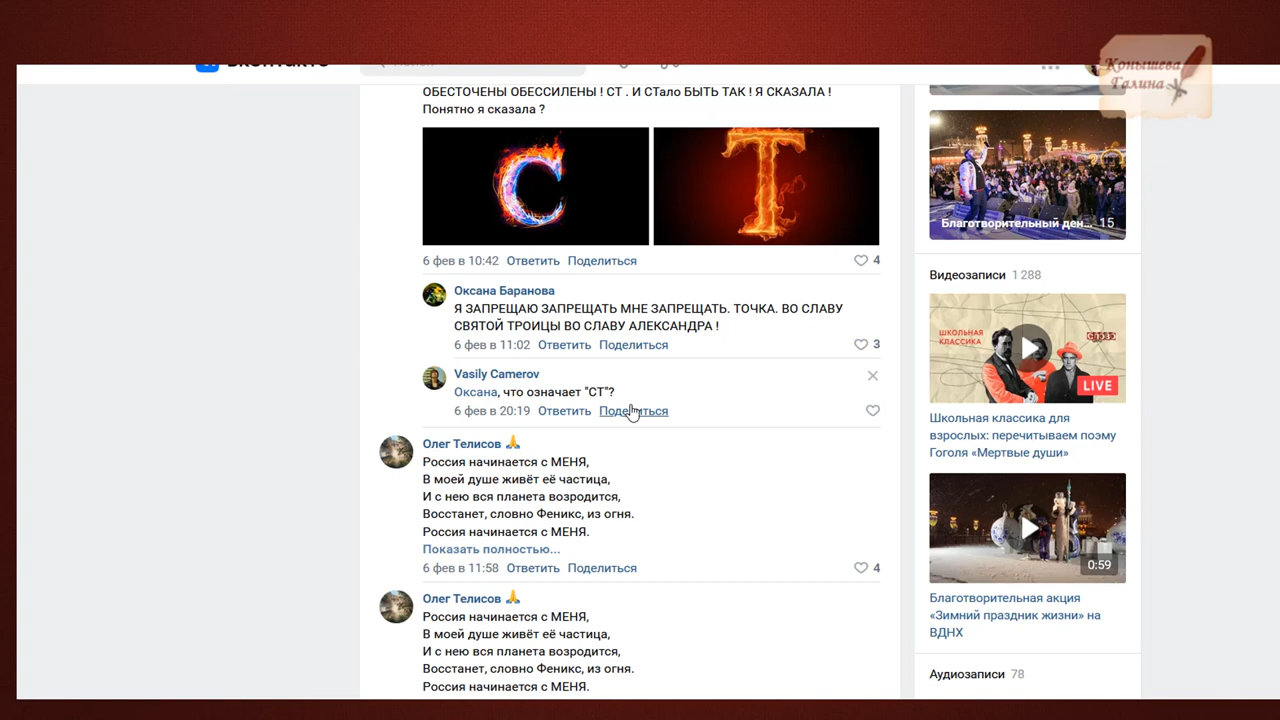 вконтакте
Конышева
Галина
ОБЕСТОЧЕНЫ ОБЕССИЛЕНЫ ! СТ . И СТало БЫТЬ ТАК ! Я СКАЗАЛА !
Понятно я сказала ?
С
Т
6 фев в 10:42 Ответить Поделиться
4
Оксана Баранова
Я ЗАПРЕЩАЮ ЗАПРЕЩАТЬ МНЕ ЗАПРЕЩАТЬ. ТОЧКА. ВО СЛАВУ
СВЯТОЙ ТРОИЦЫ ВО СЛАВУ АЛЕКСАНДРА !
6 фев в 11:02 Ответить Поделиться
3
Vasily Camerov
Оксана, что означает "СТ"?
6 фев в 20:19 Ответить Поделиться
Олег Телисов
Россия начинается с МЕНЯ,
В моей душе живёт её частица,
И с нею вся планета возродится,
Восстанет, словно Феникс, из огня.
Россия начинается с МЕНЯ.
Показать полностью...
6 фев в 11:58 Ответить Поделиться
4
Олег Телисов
Россия начинается с МЕНЯ,
В моей душе живёт её частица,
И с нею вся планета возродится,
Восстанет, словно Феникс, из огня.
Россия начинается с МЕНЯ.
Благотворительный ден... 15
Видеозаписи 1 288
ШКОЛЬНАЯ
КЛАССИКА
LIVE
Школьная классика для
взрослых: перечитываем поэму
Гоголя «Мертвые души»
0:59
Благотворительная акция
«Зимний праздник жизни» на
ВДНХ
Аудиозаписи 78